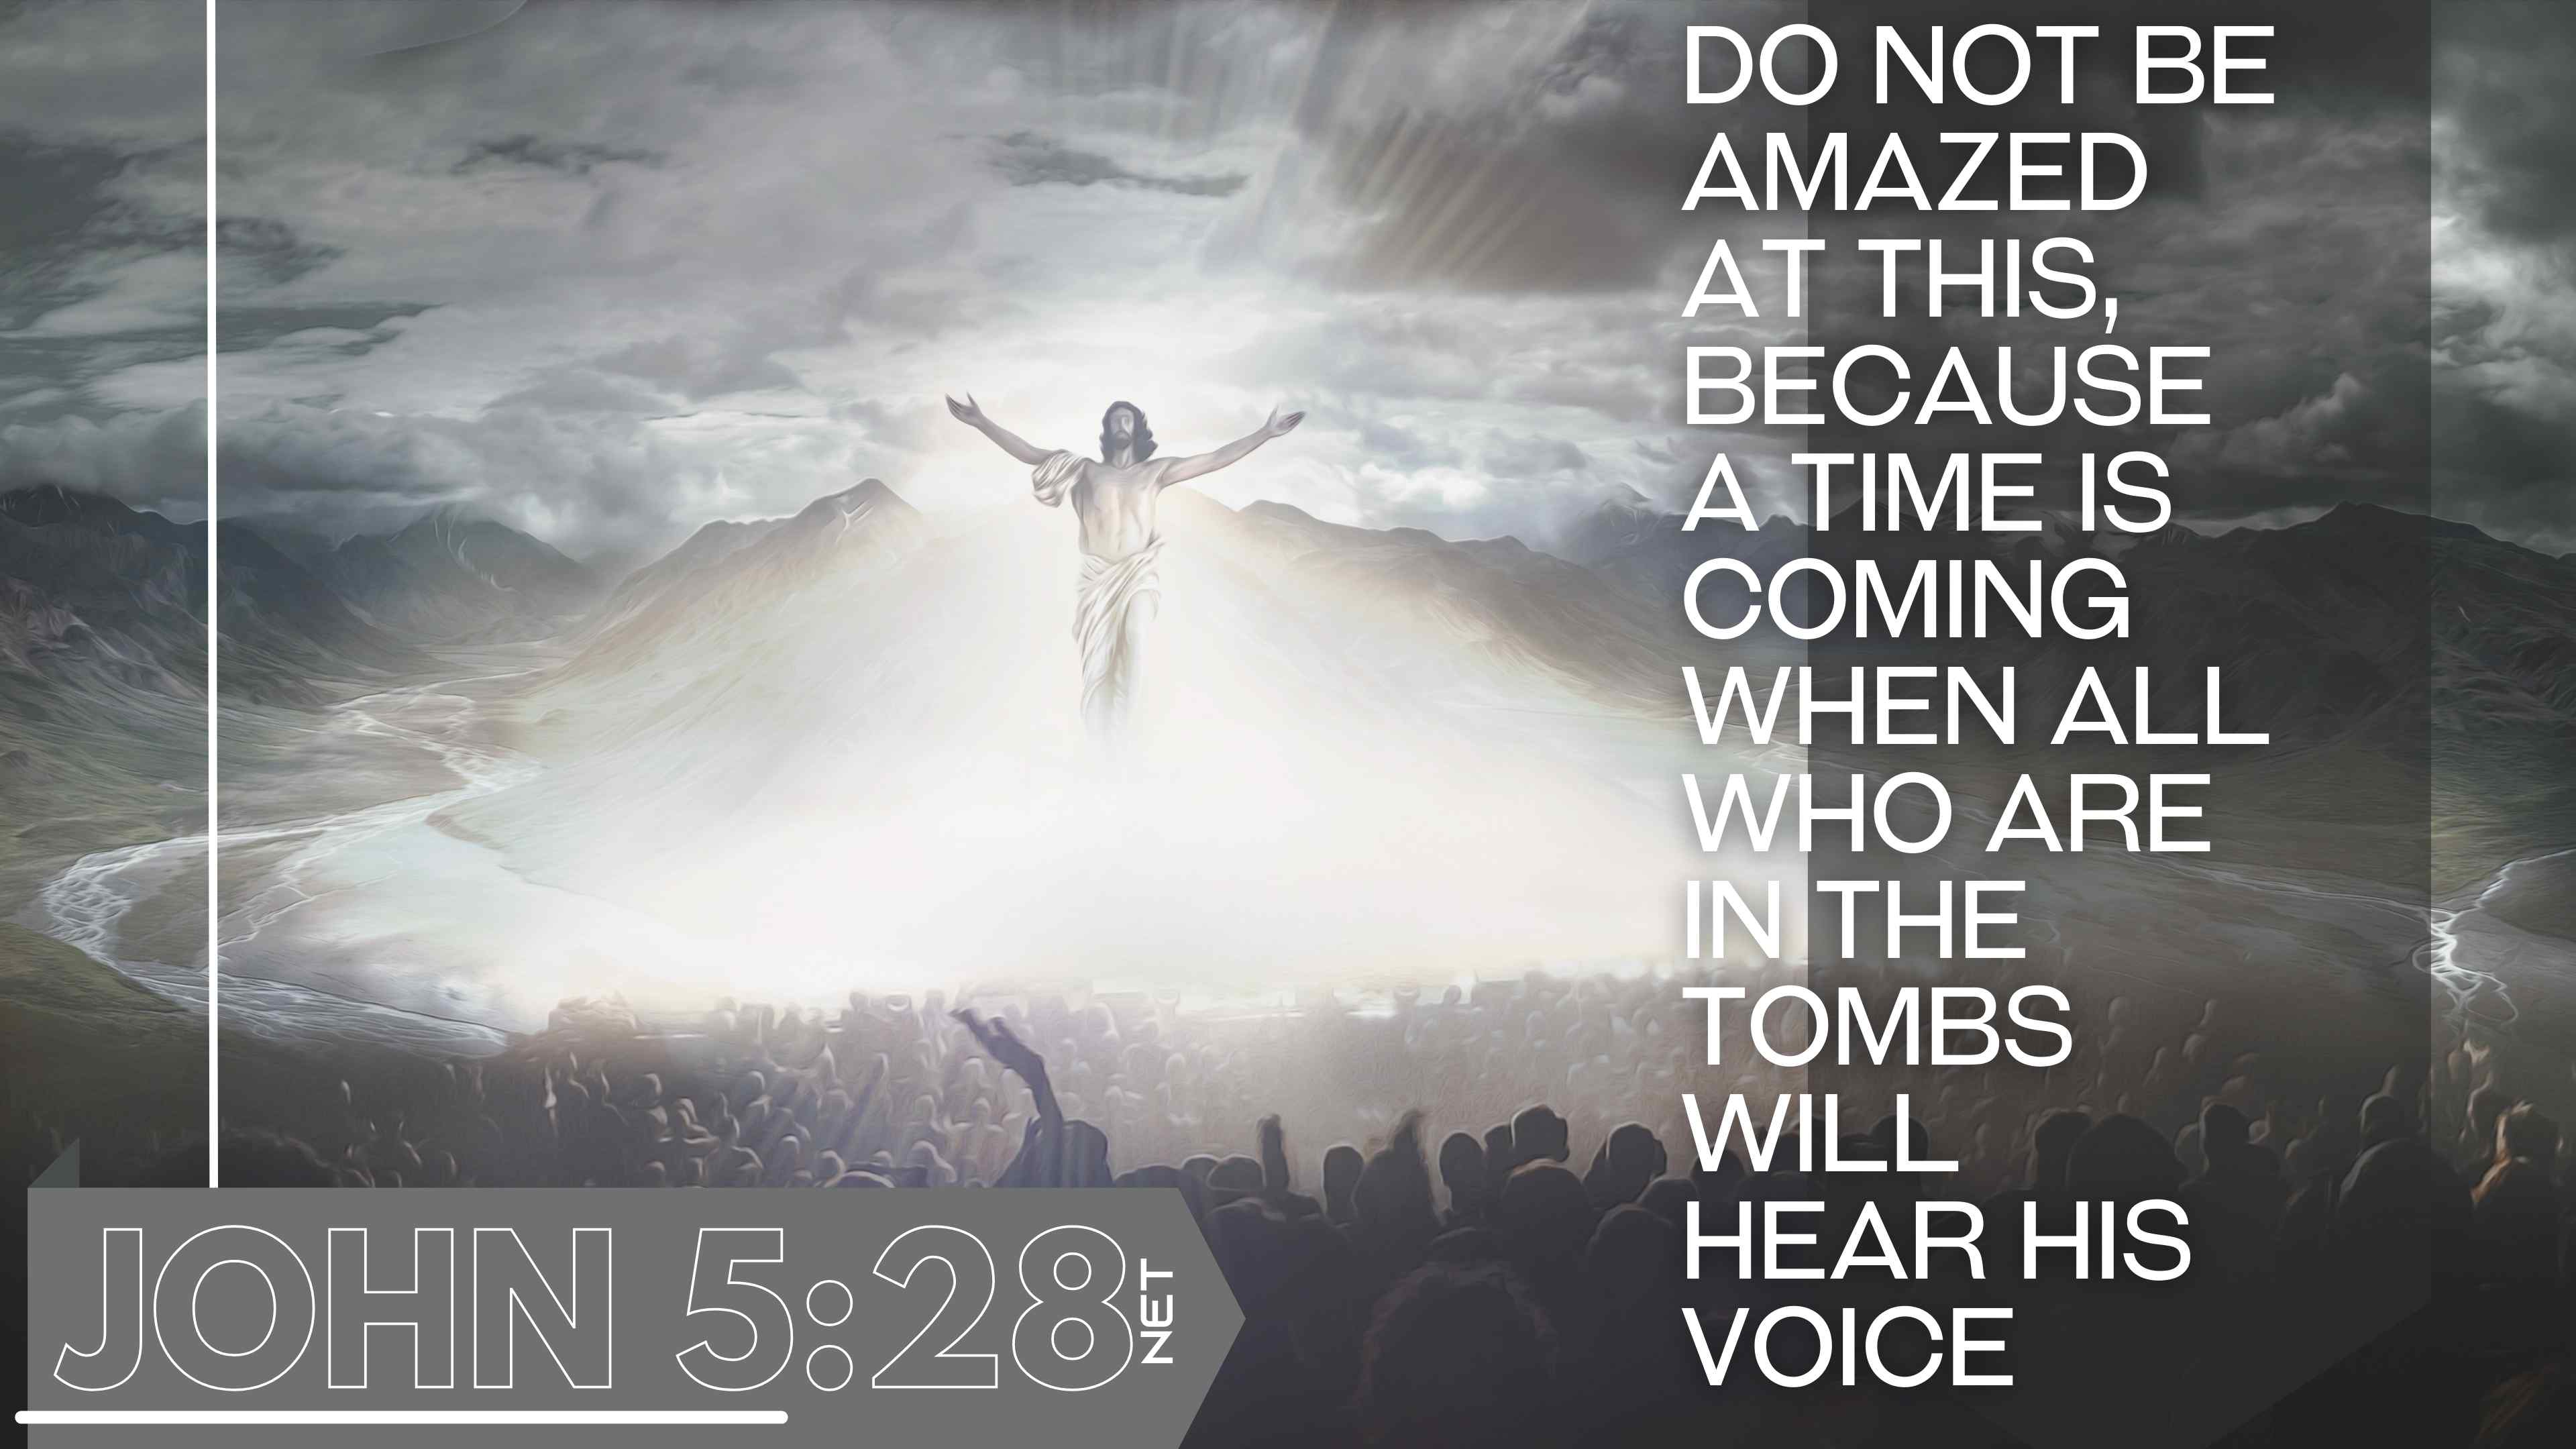 DO NOT BE
AMAZED
AT THIS,
BECAUSE
A TIME IS
COMING
WHEN ALL
WHO ARE
IN THE
TOMBS
WILL
HEAR HIS
VOICE
JOHN 5:28
NET